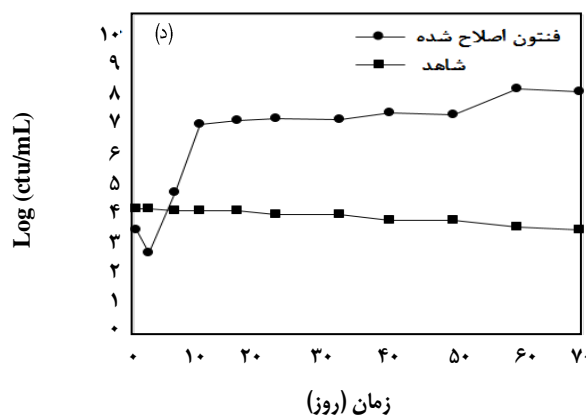 (د)
فنتون اصلاح شده
شاهد
Log (ctu/mL)
۱۰
۹
۸
۷
۶
۵
۴
۳
۲
۱
۰
۰ ۱۰ ۲۰ ۳۰ ۴۰ ۵۰ ۶۰ ۷۰
زمان (روز)